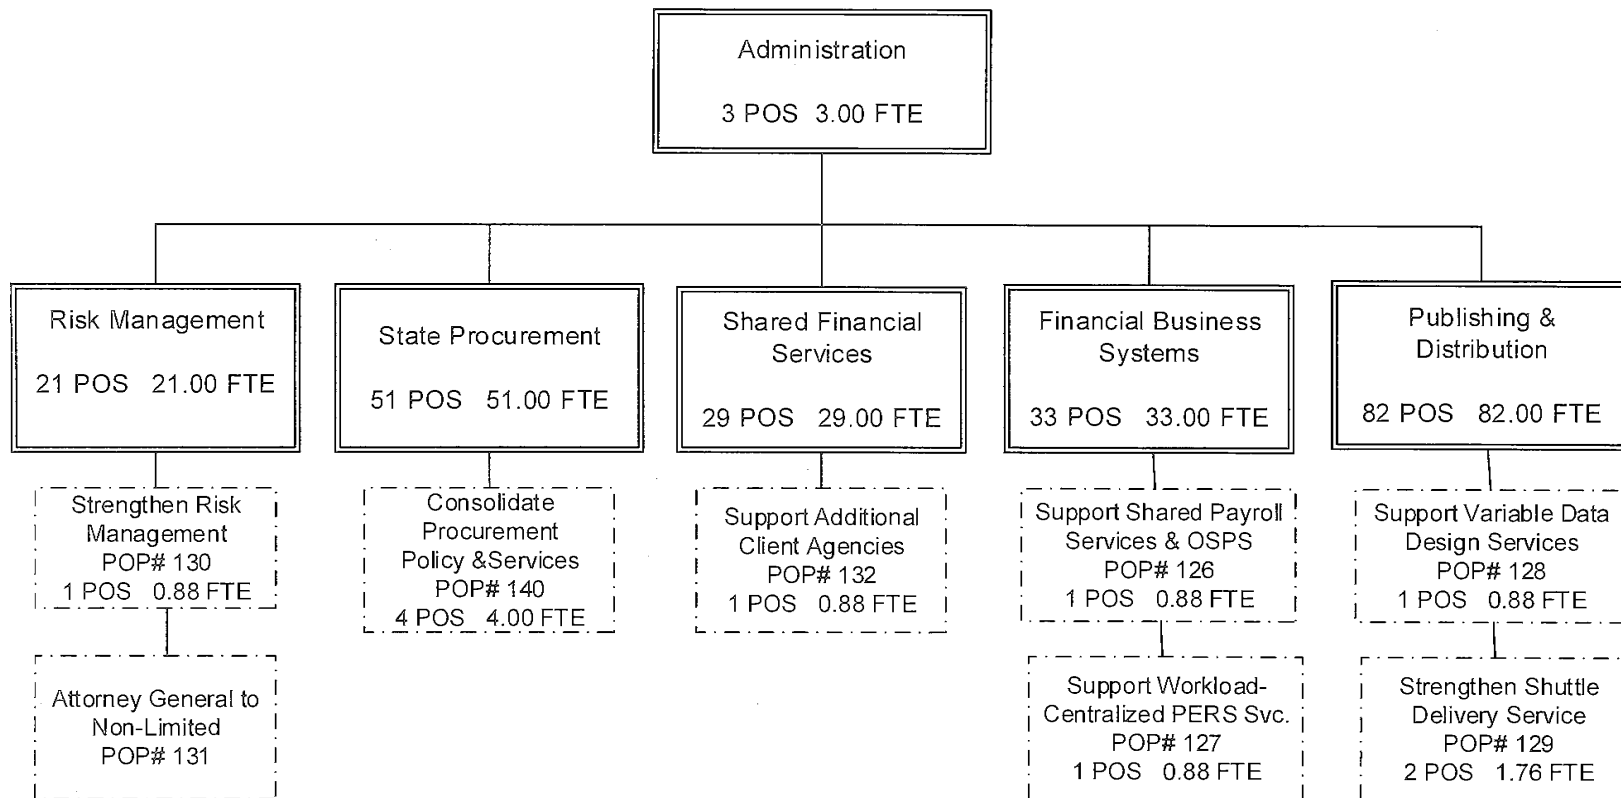 Administration
3 POS 3.00 FTE
Risk Management
21 POS 21.00 FTE
State Procurement
51 POS 51.00 FTE
Shared Financial
Services
29 POS 29.00 FTE
Financial Business
Systems
33 POS 33.00 FTE
Publishing &
Distribution
82 POS 82.00 FTE
Strengthen Risk
Management
POP# 130
1 POS 0.88 FTE
Consolidate
Procurement
Policy &Services
POP# 140
4 POS 4.00 FTE
Support Additional
Client Agencies
POP# 132
1 POS 0.88 FTE
Support Shared Payroll
Services & OSPS
POP# 126
1 POS 0.88 FTE
Support Variable Data
Design Services
POP# 128
1 POS 0.88 FTE
Attorney General to
Non-Limited
POP# 131
Support Workload-
Centralized PERS Svc.
POP# 127
1 POS 0.88 FTE
Strengthen Shuttle
Delivery Service
POP# 129
2 POS 1.76 FTE